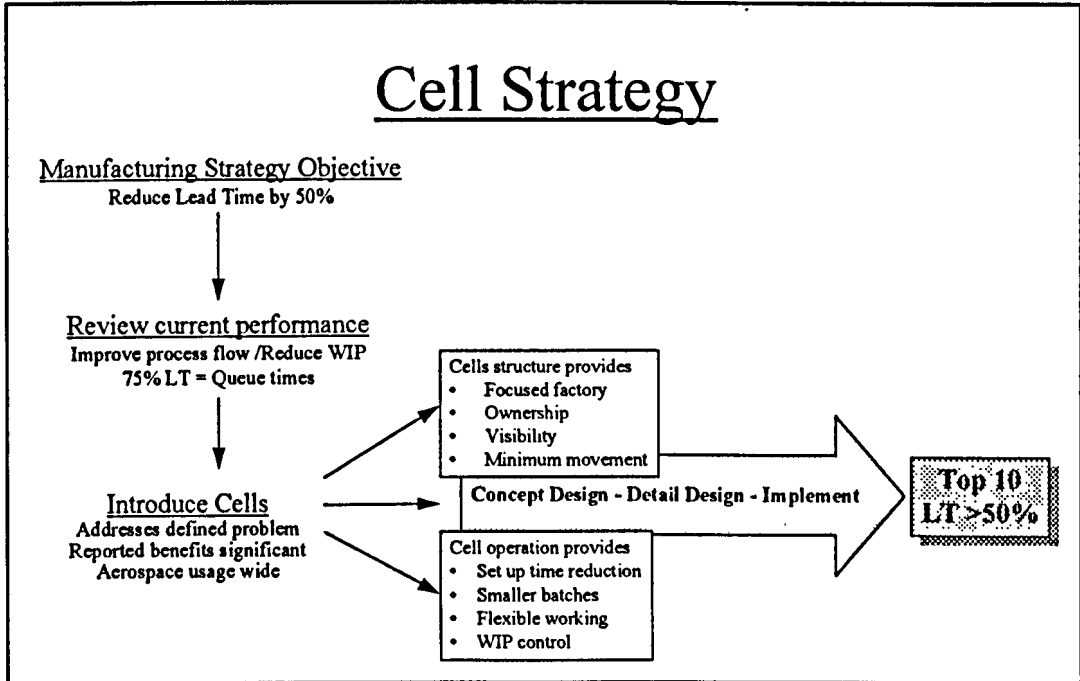 Cell Strategy
Manufacturing Strategy Objective
Reduce Lead Time by 50%
Review current performance
Improve process flow /Reduce WIP
75% LT = Queue times
Introduce Cells
Addresses defined problem
Reported benefits significant
Aerospace usage wide
Cells structure provides
• Focused factory
• Ownership
• Visibility
• Minimum movement
Concept Design - Detail Design - Implement
Cell operation provides
• Set up time reduction
• Smaller batches
• Flexible working
• WIP control
Top 10
LT >50%